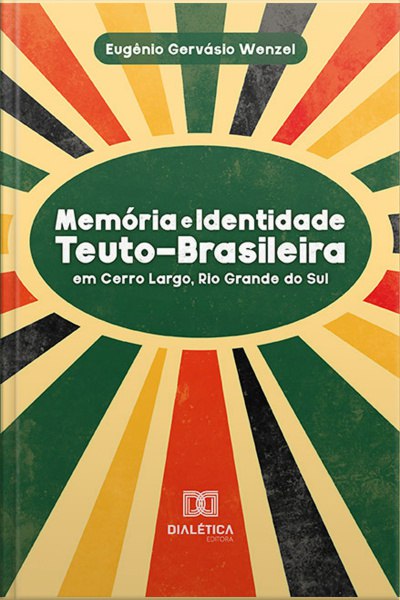 Eugênio Gervásio Wenzel
Memória e Identidade
Teuto-Brasileira
em Cerro Largo, Rio Grande do Sul
DIALÉTICA
EDITORA